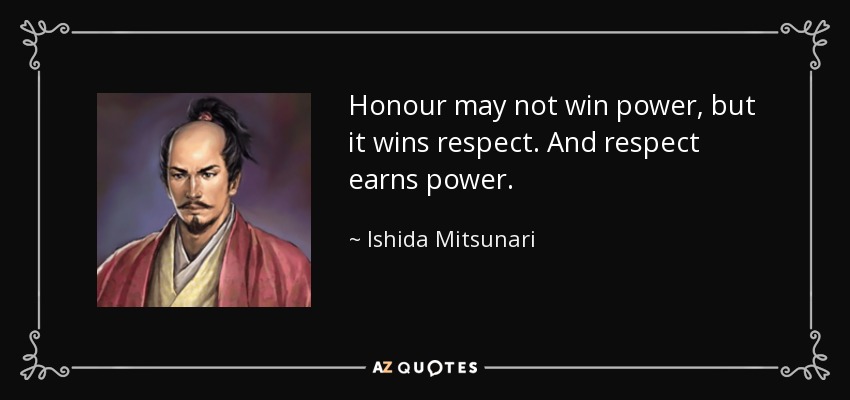 Honour may not win power, but
it wins respect. And respect
earns power.
~ Ishida Mitsunari
AZ QUOTES